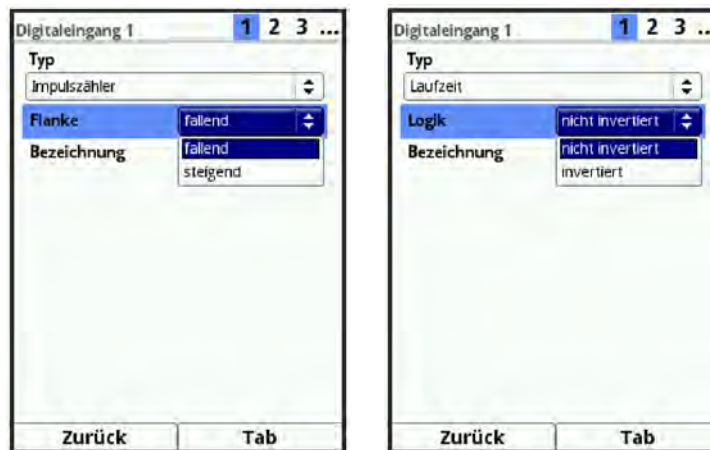 Digitaleingang 1 1 2 3 ...
Typ
Impulszähler
Flanke fallend
Bezeichnung fallend
steigend
Zurück Tab
Digitaleingang 1 1 2 3 ..
Typ
Laufzeit
Logik nicht invertiert
Bezeichnung nicht invertiert
invertiert
Zurück Tab